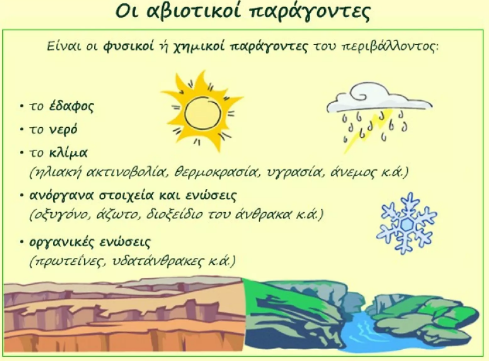 Οι αβιοτικοί παράγοντες
Είναι οι φυσικοί ή χημικοί παράγοντες του περιβάλλοντος:
• το έδαφος
• το νερό
• το κλίμα
(ηλιακή ακτινοβολία, θερμοκρασία, υγρασία, άνεμος κ.ά.)
• ανόργανα στοιχεία και ενώσεις
(οξυγόνο, άζωτο, διοξείδιο του άνθρακα κ.ά.)
• οργανικές ενώσεις
(πρωτεΐνες, υδατάνθρακες κ.ά.)